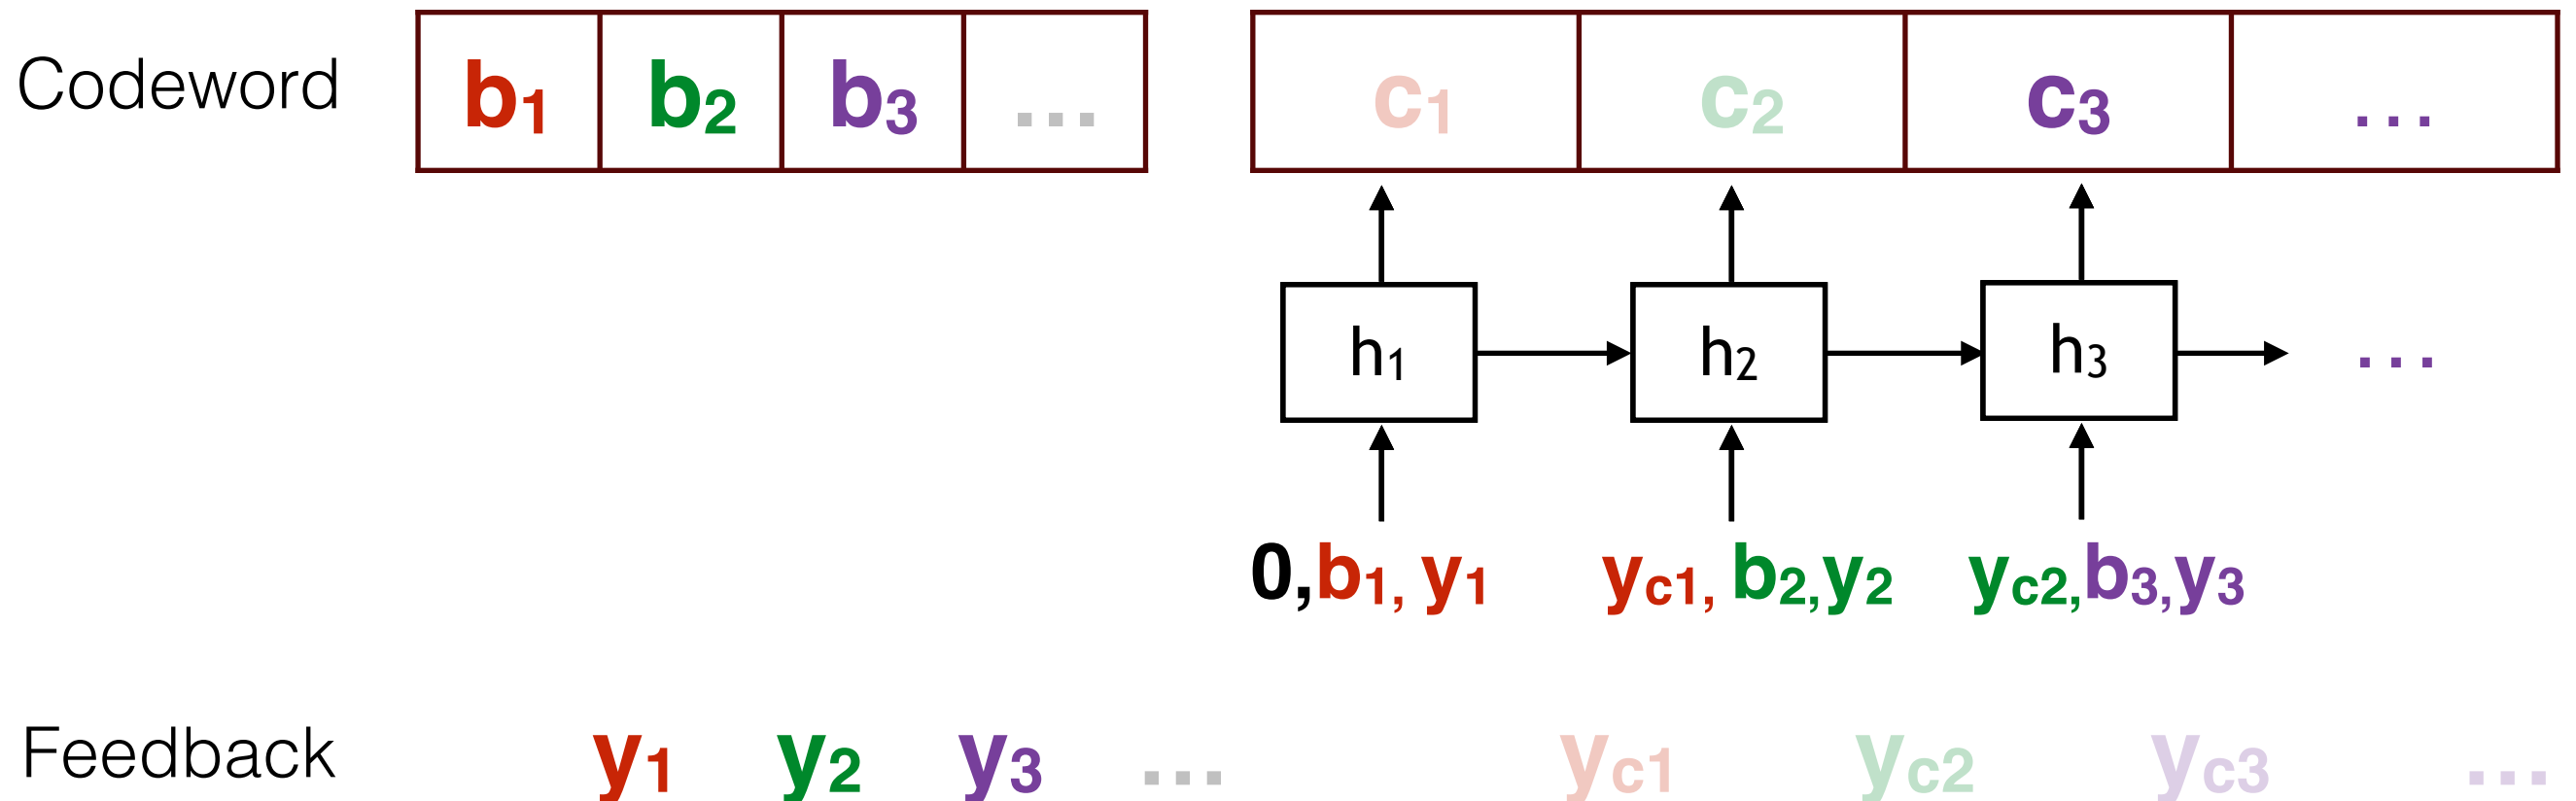 Codeword b1 b2 b3 ... c1 c2 c3 ...
h1 h2 h3 ...
0,b1, y1 yc1, b2,y2 yc2,b3,y3
Feedback y1 y2 y3 ... yc1 yc2 yc3 ...